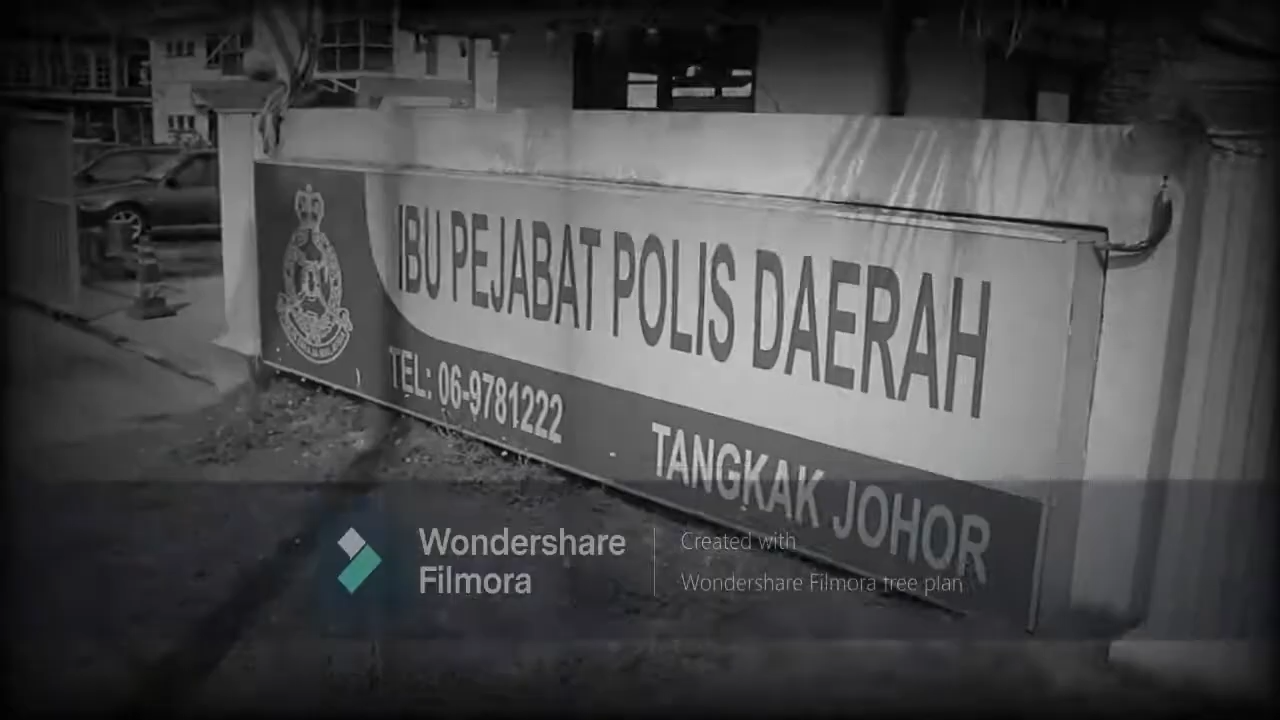 IBU PEJABAT POLIS DAERAH
TEL: 06-9781222
TANGKAK JOHOR
Wondershare
Filmora
Created with
Wondershare Filmora free plan